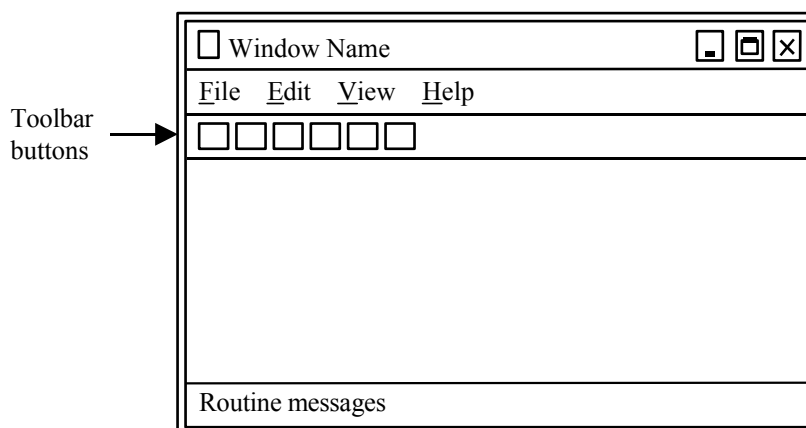 Window Name
File Edit View Help
Toolbar
buttons
Routine messages